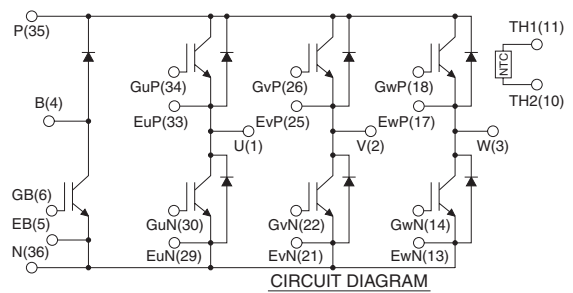 P(35)
TH1(11)
NTC
GuP(34)
GvP(26)
GwP(18)
TH2(10)
B(4)
EuP(33)
EvP(25)
EwP(17)
U(1)
V(2)
W(3)
GB(6)
GuN(30)
GvN(22)
GwN(14)
EB(5)
N(36)
EuN(29)
EvN(21)
EwN(13)
CIRCUIT DIAGRAM